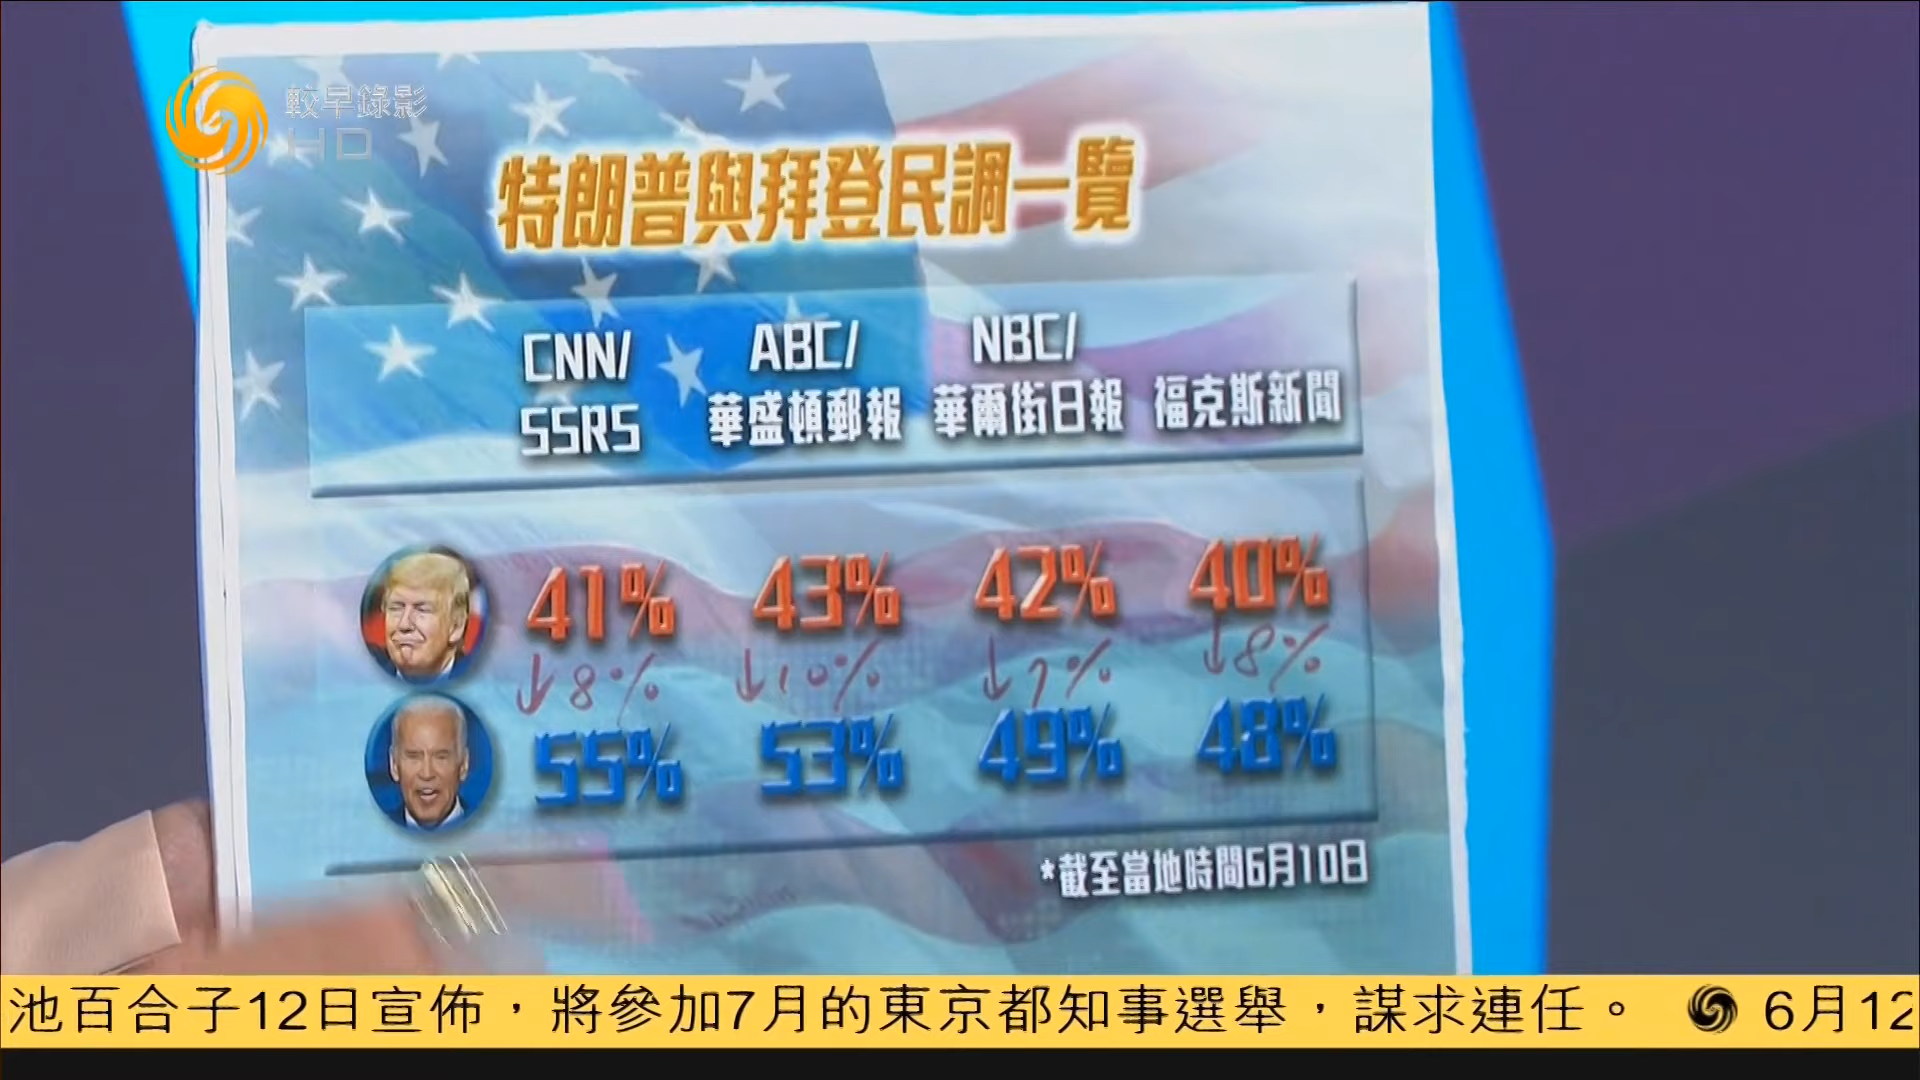 較早錄影
HD
特朗普與拜登民調一覽
CNN/ ABC/ NBC/
SSRS 華盛頓郵報 華爾街日報 福克斯新聞
41% 43% 42% 40%
↓8% ↓10% ↓7% ↓8%
55% 53% 49% 48%
*截至當地時間6月10日
池百合子12日宣佈，將參加7月的東京都知事選舉，謀求連任。 6月12